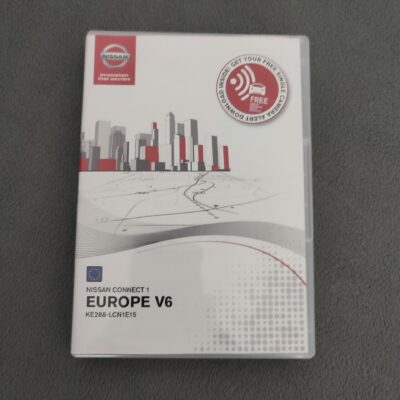 NISSAN
Innovation
that excites
DOWNLOAD INSIDE! GET YOUR FREE SINGLE CAMERA ALERT
FREE
NISSAN CONNECT 1
EUROPE V6
KE288-LCN1E15